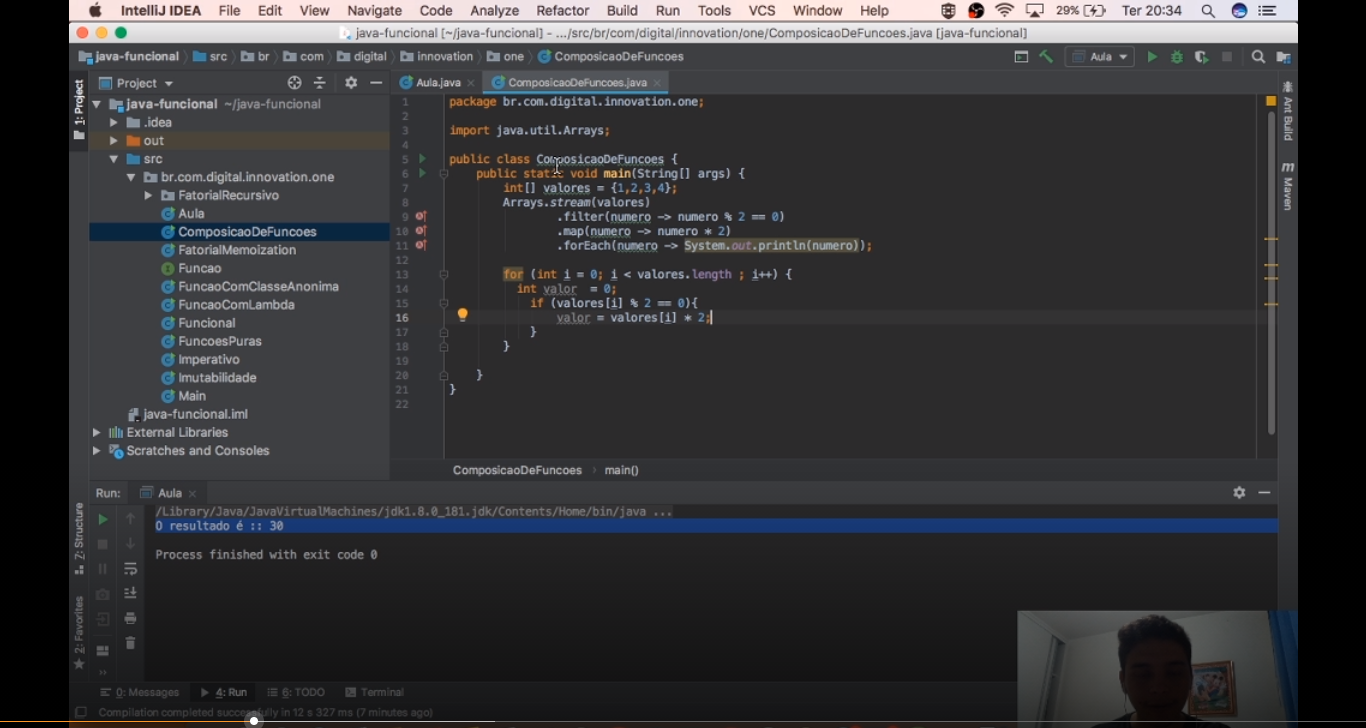 IntelliJ IDEA File Edit View Navigate Code Analyze Refactor Build Run Tools VCS Window Help 29% Ter 20:34
java-funcional [~/java-funcional] - .../src/br/com/digital/innovation/one/ComposicaoDeFuncoes.java [java-funcional]
java-funcional src br com digital innovation one ComposicaoDeFuncoes Aula
1: Project
Project
java-funcional ~/java-funcional
.idea
out
src
br.com.digital.innovation.one
FatorialRecursivo
Aula
ComposicaoDeFuncoes
FatorialMemoization
Funcao
FuncaoComClasseAnonima
FuncaoComLambda
Funcional
FuncoesPuras
Imperativo
Imutabilidade
Main
java-funcional.iml
External Libraries
Scratches and Consoles
Aula.java ComposicaoDeFuncoes.java
1 package br.com.digital.innovation.one;
2
3 import java.util.Arrays;
4
5 public class ComposicaoDeFuncoes {
6 public static void main(String[] args) {
7 int[] valores = {1,2,3,4};
8 Arrays.stream(valores)
9 .filter(numero -> numero % 2 == 0)
10 .map(numero -> numero * 2)
11 .forEach(numero -> System.out.println(numero));
12
13 for (int i = 0; i < valores.length ; i++) {
14 int valor  = 0;
15 if (valores[i] % 2 == 0){
16 valor = valores[i] * 2;
17 }
18 }
19
20 }
21 }
22
ComposicaoDeFuncoes main()
Ant Build
m
Maven
Run: Aula
/Library/Java/JavaVirtualMachines/jdk1.8.0_181.jdk/Contents/Home/bin/java ...
O resultado é :: 30
Process finished with exit code 0
7: Structure
2: Favorites
0: Messages 4: Run 6: TODO Terminal
Compilation completed successfully in 12 s 327 ms (7 minutes ago)